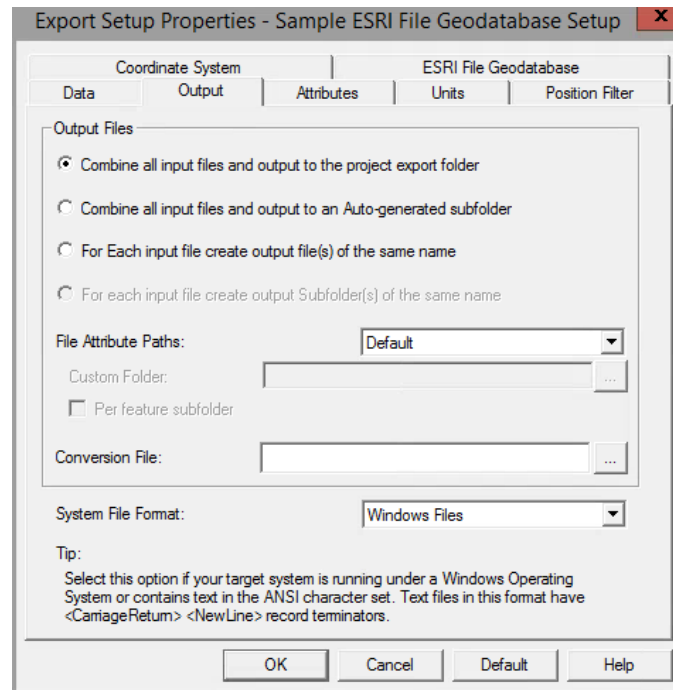 Export Setup Properties - Sample ESRI File Geodatabase Setup x
Coordinate System ESRI File Geodatabase
Data Output Attributes Units Position Filter
Output Files
Combine all input files and output to the project export folder
Combine all input files and output to an Auto-generated subfolder
For Each input file create output file(s) of the same name
For each input file create output Subfolder(s) of the same name
File Attribute Paths: Default
Custom Folder: ...
Per feature subfolder
Conversion File: ...
System File Format: Windows Files
Tip:
Select this option if your target system is running under a Windows Operating
System or contains text in the ANSI character set. Text files in this format have
<CarriageReturn> <NewLine> record terminators.
OK Cancel Default Help